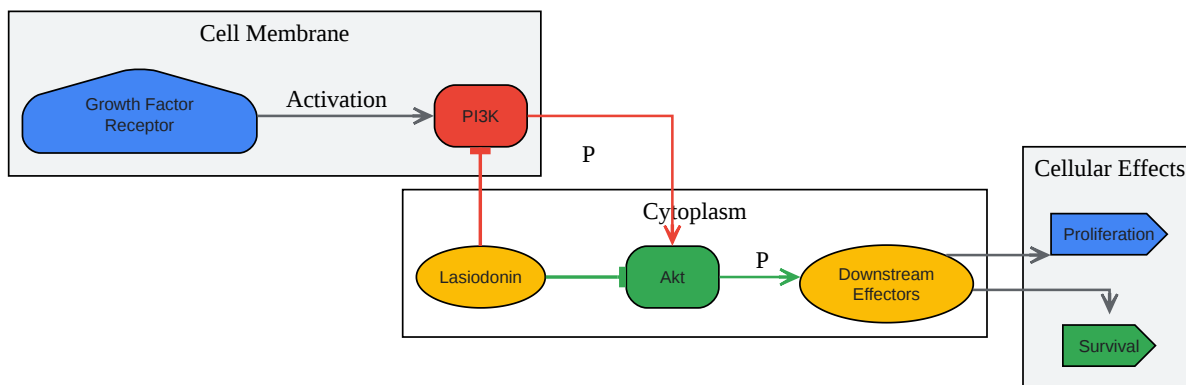 Cell Membrane
Growth Factor
Receptor
Activation
PI3K
P
Cytoplasm
Lasiodonin
Akt
P
Downstream
Effectors
Cellular Effects
Proliferation
Survival